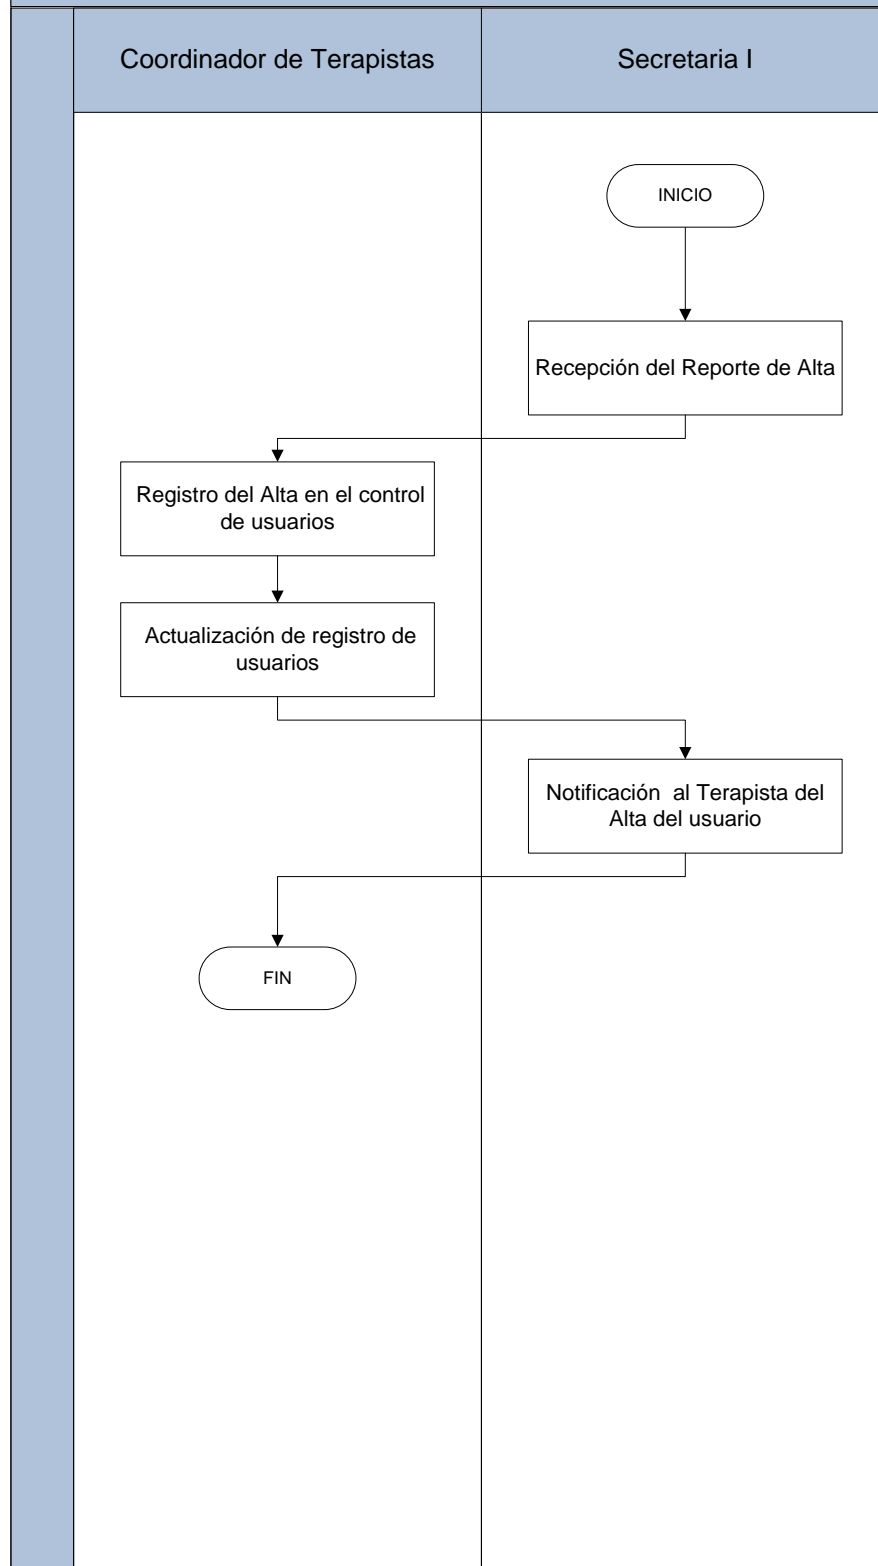 Coordinador de Terapistas
Secretaria I
INICIO
Recepción del Reporte de Alta
Registro del Alta en el control
de usuarios
Actualización de registro de
usuarios
Notificación  al Terapista del
Alta del usuario
FIN